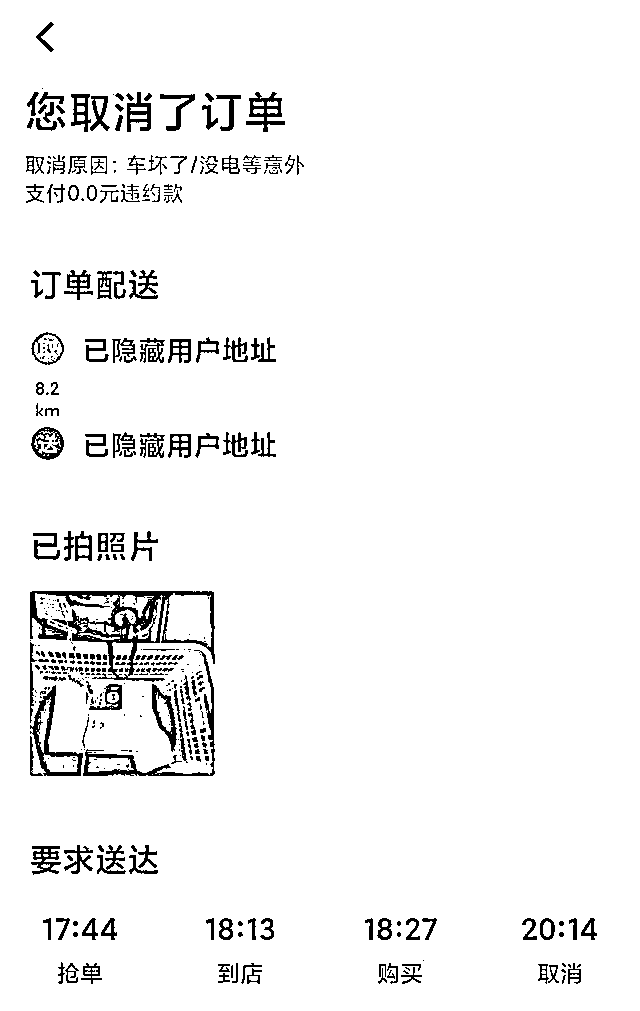 您取消了订单
取消原因：车坏了/没电等意外
支付0.0元违约款
订单配送
已隐藏用户地址
8.2
km
送 已隐藏用户地址
已拍照片
要求送达
17:44 18:13 18:27 20:14
抢单 到店 购买 取消